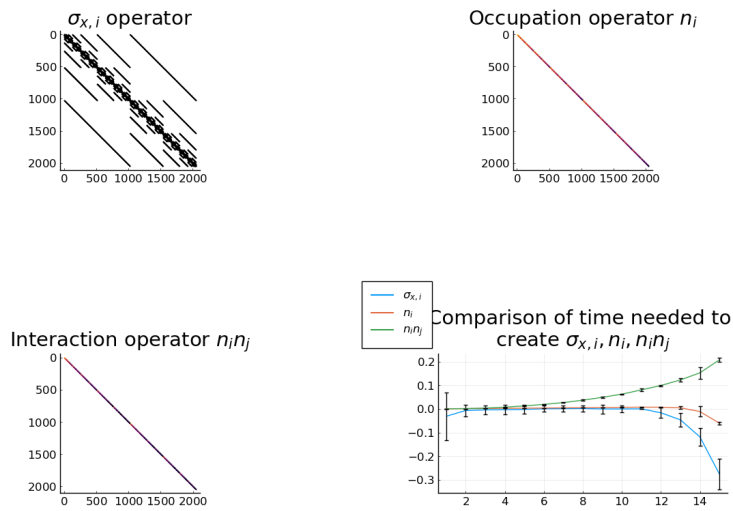 σx,i operator
0
500
1000
1500
2000
0 500 1000 1500 2000
Occupation operator ni
0
500
1000
1500
2000
0 500 1000 1500 2000
Interaction operator ninj
0
500
1000
1500
2000
0 500 1000 1500 2000
σx,i
ni
ninj
Comparison of time needed to
create σx,i, ni, ninj
0.2
0.1
0.0
−0.1
−0.2
−0.3
2 4 6 8 10 12 14